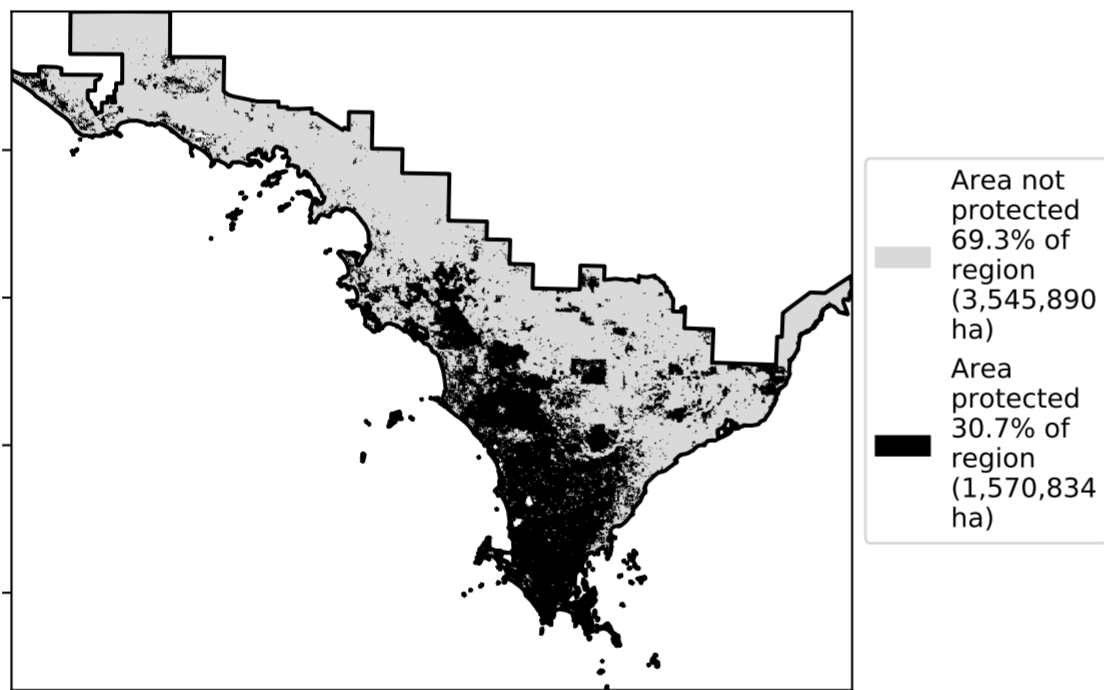 Area not
protected
69.3% of
region
(3,545,890
ha)
Area
protected
30.7% of
region
(1,570,834
ha)